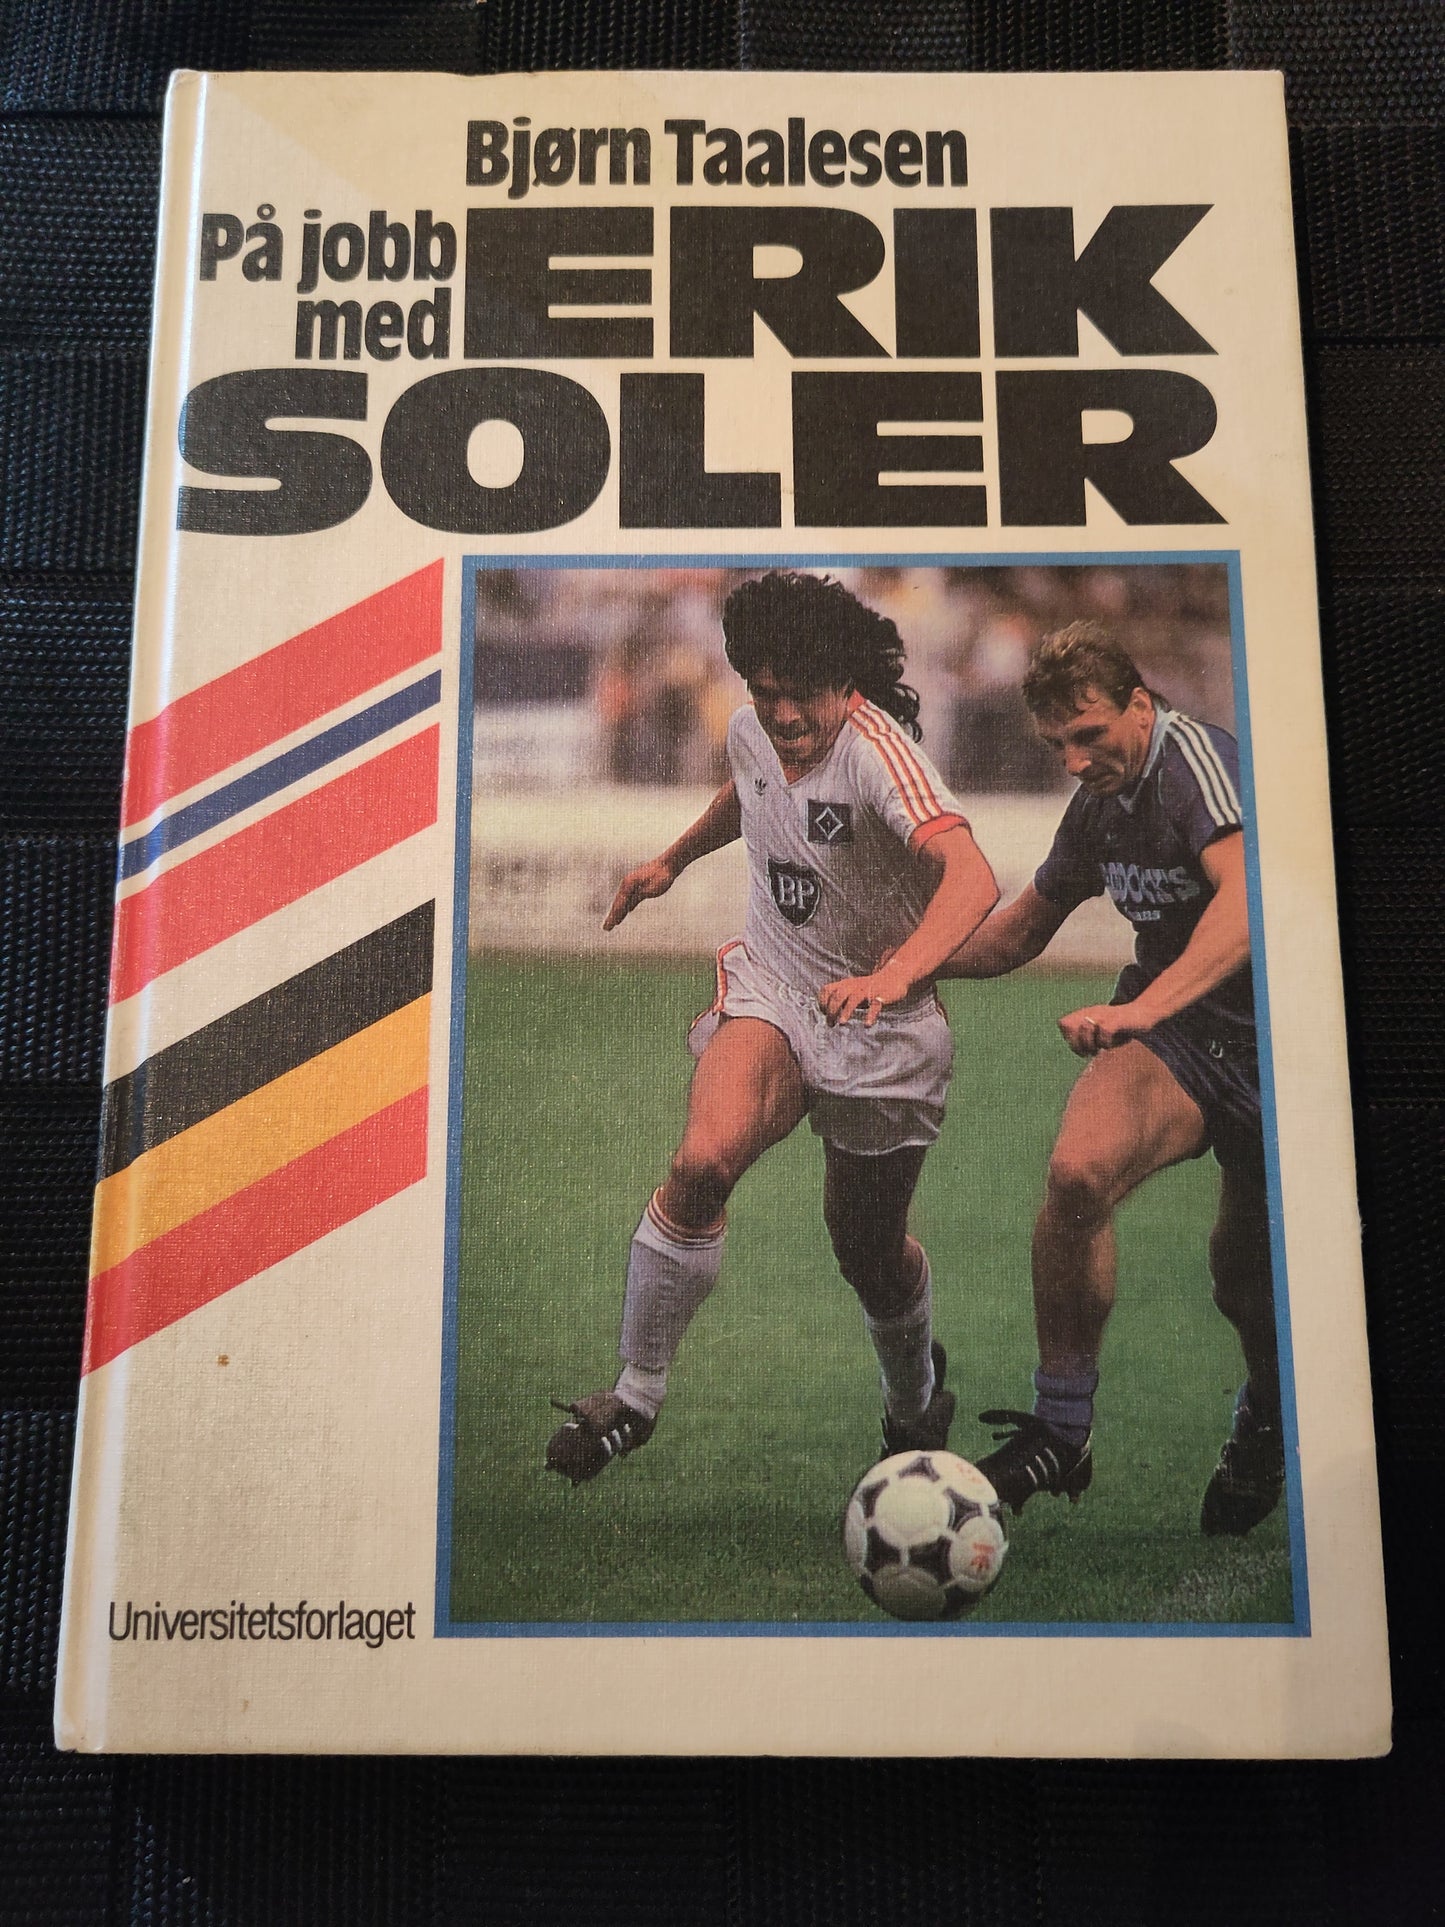 Bjørn Taalesen
På jobb
med
ERIK
SOLER
BP
Universitetsforlaget